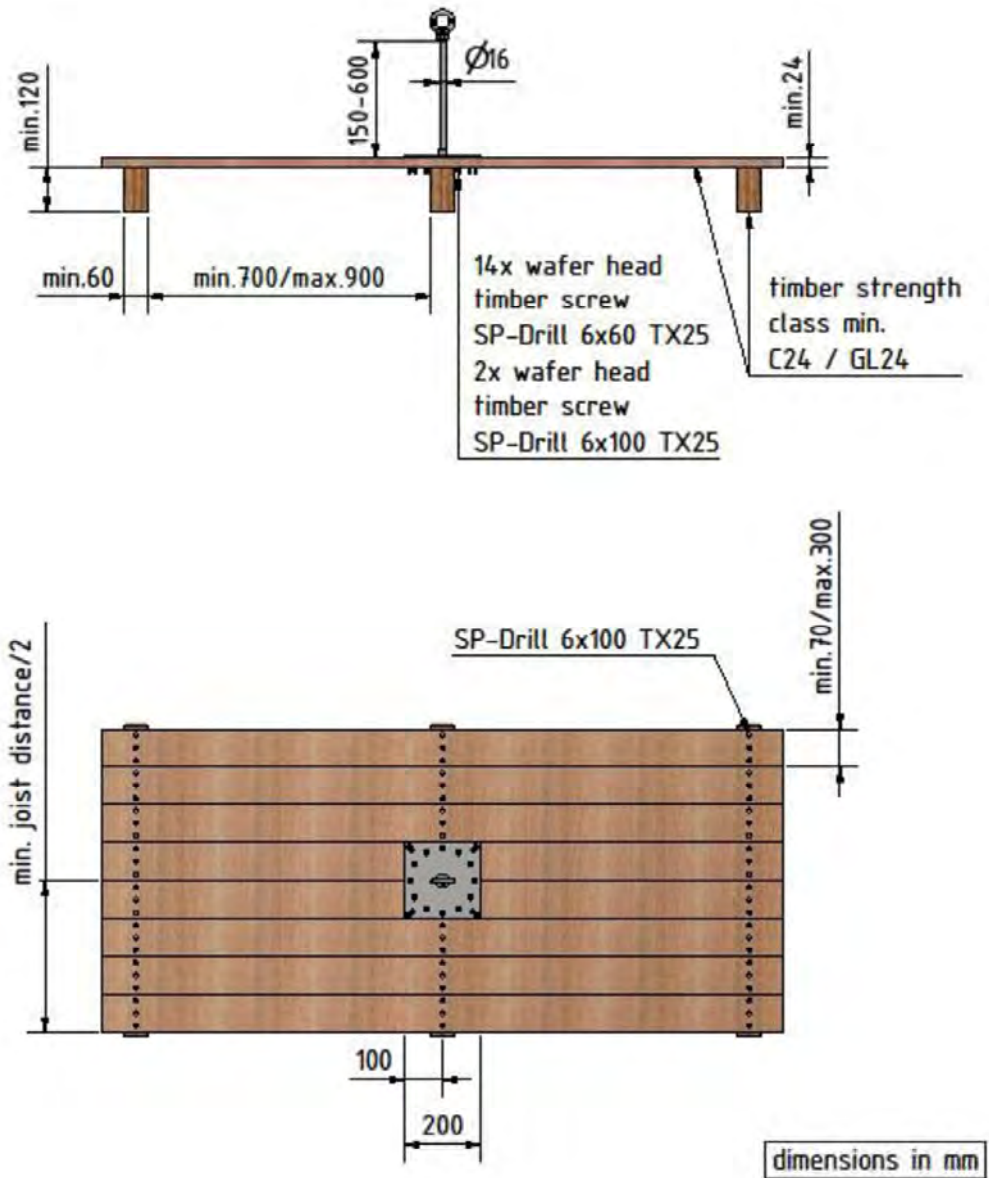 Ø16
150-600
min.120
min.24
min.60
min.700/max.900
14x wafer head
timber screw
SP-Drill 6x60 TX25
2x wafer head
timber screw
SP-Drill 6x100 TX25
timber strength
class min.
C24 / GL24
min. joist distance/2
SP-Drill 6x100 TX25
min.70/max.300
100
200
dimensions in mm